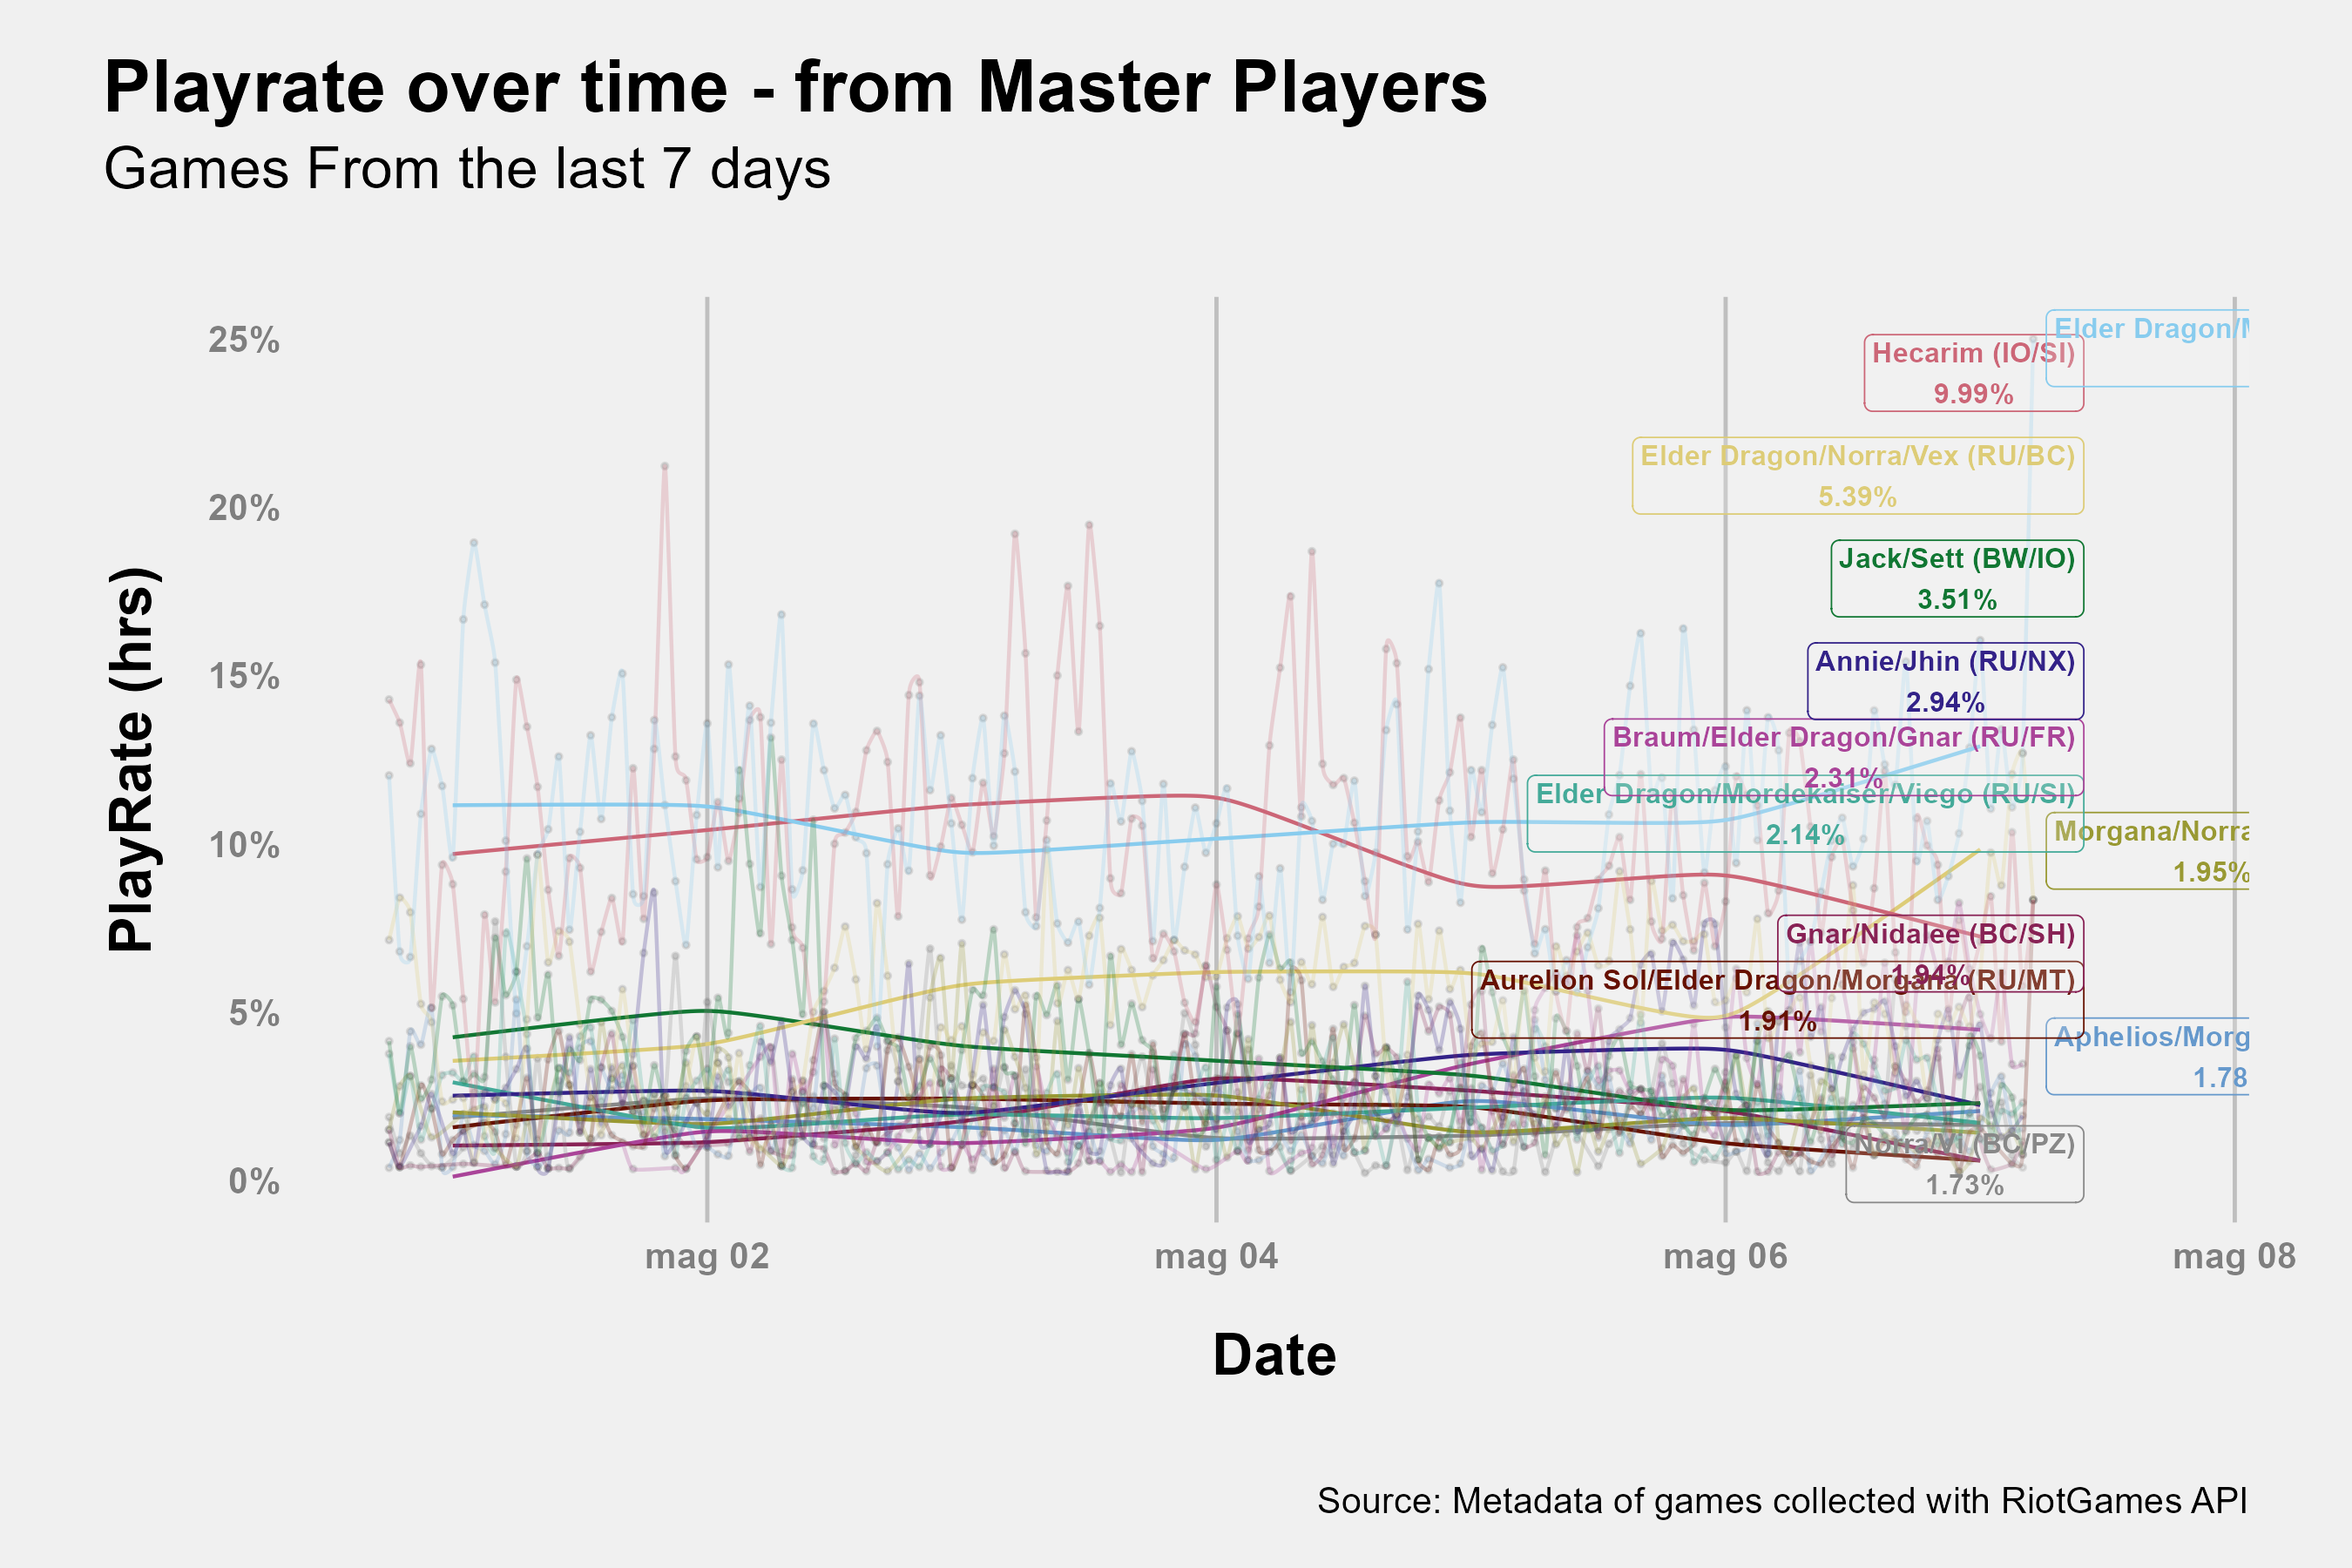 Playrate over time - from Master Players
Games From the last 7 days
PlayRate (hrs)
25%
20%
15%
10%
5%
0%
Elder Dragon/
Hecarim (IO/SI)
9.99%
Elder Dragon/Norra/Vex (RU/BC)
5.39%
Jack/Sett (BW/IO)
3.51%
Annie/Jhin (RU/NX)
2.94%
Braum/Elder Dragon/Gnar (RU/FR)
2.31%
Elder Dragon/Mordekaiser/Viego (RU/SI)
2.14%
Morgana/Norra
1.95%
Gnar/Nidalee (BC/SH)
1.94%
Aurelion Sol/Elder Dragon/Morgana (RU/MT)
1.91%
Aphelios/Morg
1.78
Norra/Vi (BC/PZ)
1.73%
mag 02
mag 04
mag 06
mag 08
Date
Source: Metadata of games collected with RiotGames API